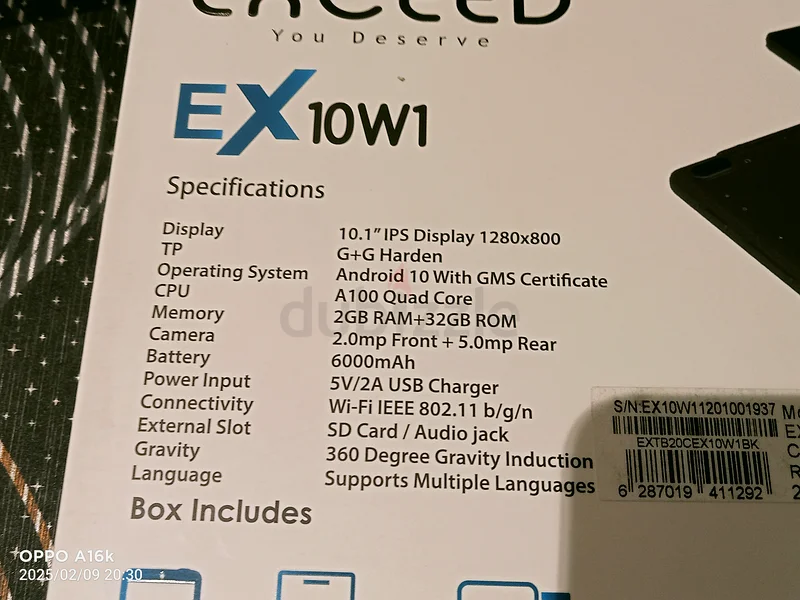 EXCEED
You Deserve
EX10W1
Specifications
Display 10.1" IPS Display 1280x800
TP G+G Harden
Operating System Android 10 With GMS Certificate
CPU A100 Quad Core
Memory 2GB RAM+32GB ROM
Camera 2.0mp Front + 5.0mp Rear
Battery 6000mAh
Power Input 5V/2A USB Charger
Connectivity Wi-Fi IEEE 802.11 b/g/n
External Slot SD Card / Audio jack
Gravity 360 Degree Gravity Induction
Language Supports Multiple Languages
Box Includes
S/N:EX10W11201001937
EXTB20CEX10W1BK
6 287019 411292
dubizzle
OPPO A16k
2025/02/09 20:30